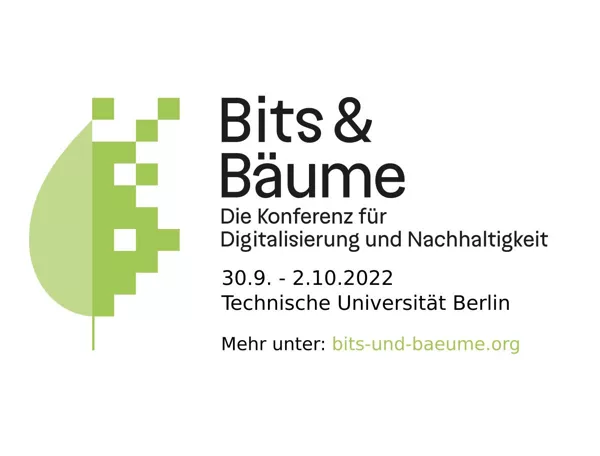 Bits &
Bäume
Die Konferenz für
Digitalisierung und Nachhaltigkeit
30.9. - 2.10.2022
Technische Universität Berlin
Mehr unter: bits-und-baeume.org